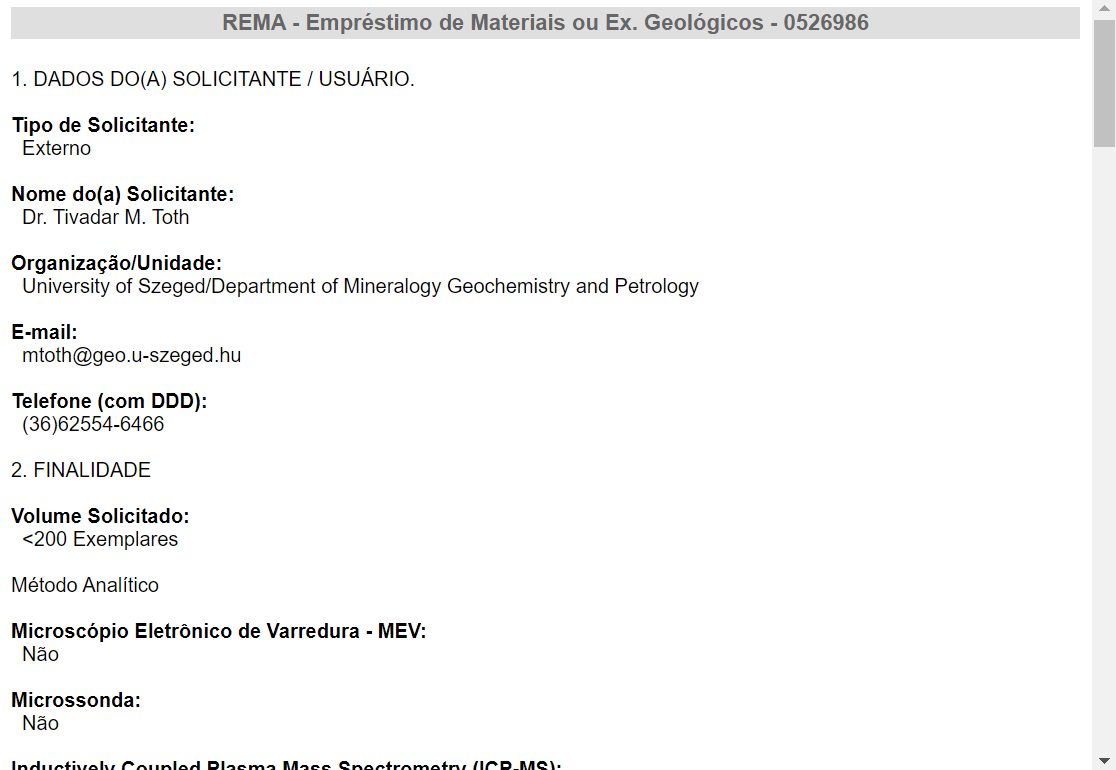 REMA - Empréstimo de Materiais ou Ex. Geológicos - 0526986
1. DADOS DO(A) SOLICITANTE / USUÁRIO.
Tipo de Solicitante:
Externo
Nome do(a) Solicitante:
Dr. Tivadar M. Toth
Organização/Unidade:
University of Szeged/Department of Mineralogy Geochemistry and Petrology
E-mail:
mtoth@geo.u-szeged.hu
Telefone (com DDD):
(36)62554-6466
2. FINALIDADE
Volume Solicitado:
<200 Exemplares
Método Analítico
Microscópio Eletrônico de Varredura - MEV:
Não
Microssonda:
Não
Inductively Coupled Plasma Mass Spectrometry (ICP-MS):